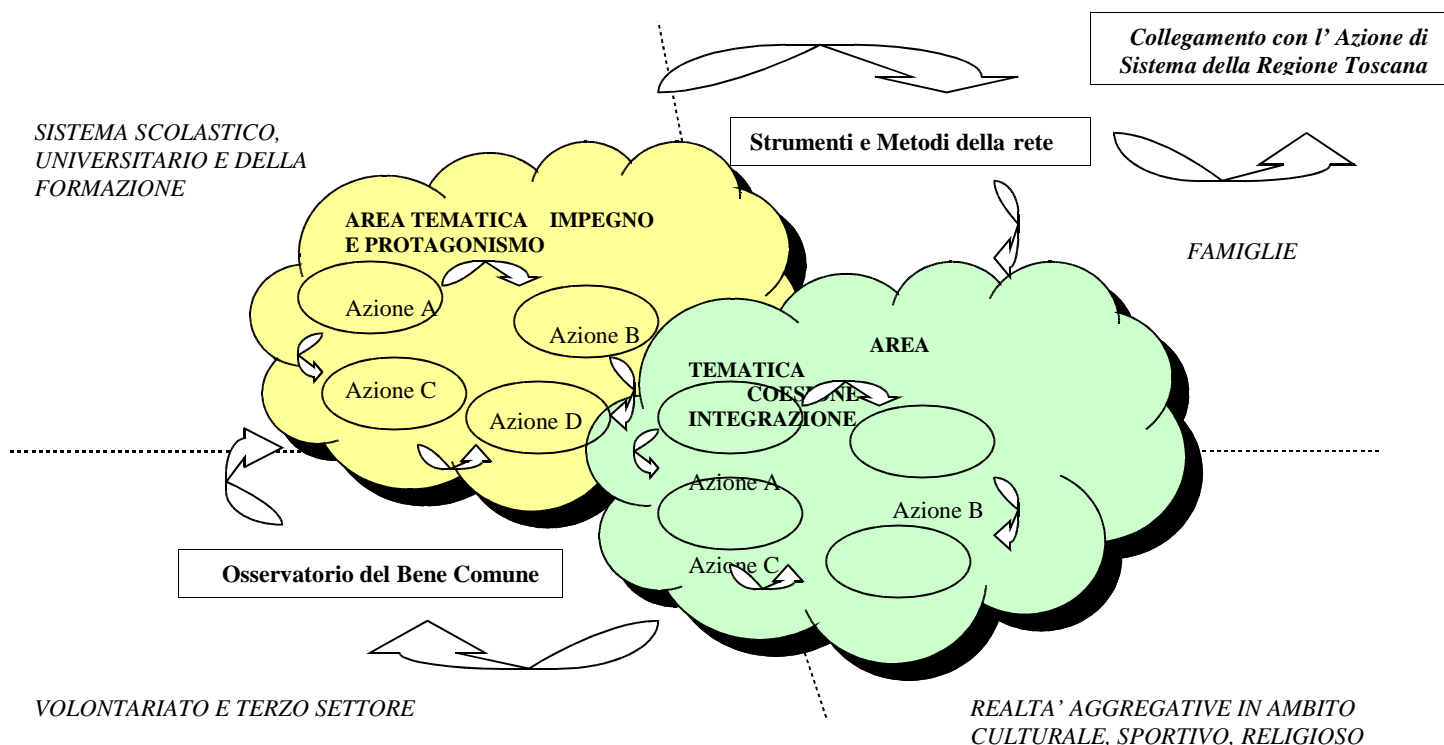 Collegamento con l’ Azione di
Sistema della Regione Toscana
SISTEMA SCOLASTICO,
UNIVERSITARIO E DELLA
FORMAZIONE
Strumenti e Metodi della rete
FAMIGLIE
AREA TEMATICA IMPEGNO
E PROTAGONISMO
Azione A
Azione B
Azione C
Azione D
AREA
TEMATICA
COESIONE
INTEGRAZIONE
Azione A
Azione B
Azione C
Osservatorio del Bene Comune
VOLONTARIATO E TERZO SETTORE
REALTA’ AGGREGATIVE IN AMBITO
CULTURALE, SPORTIVO, RELIGIOSO